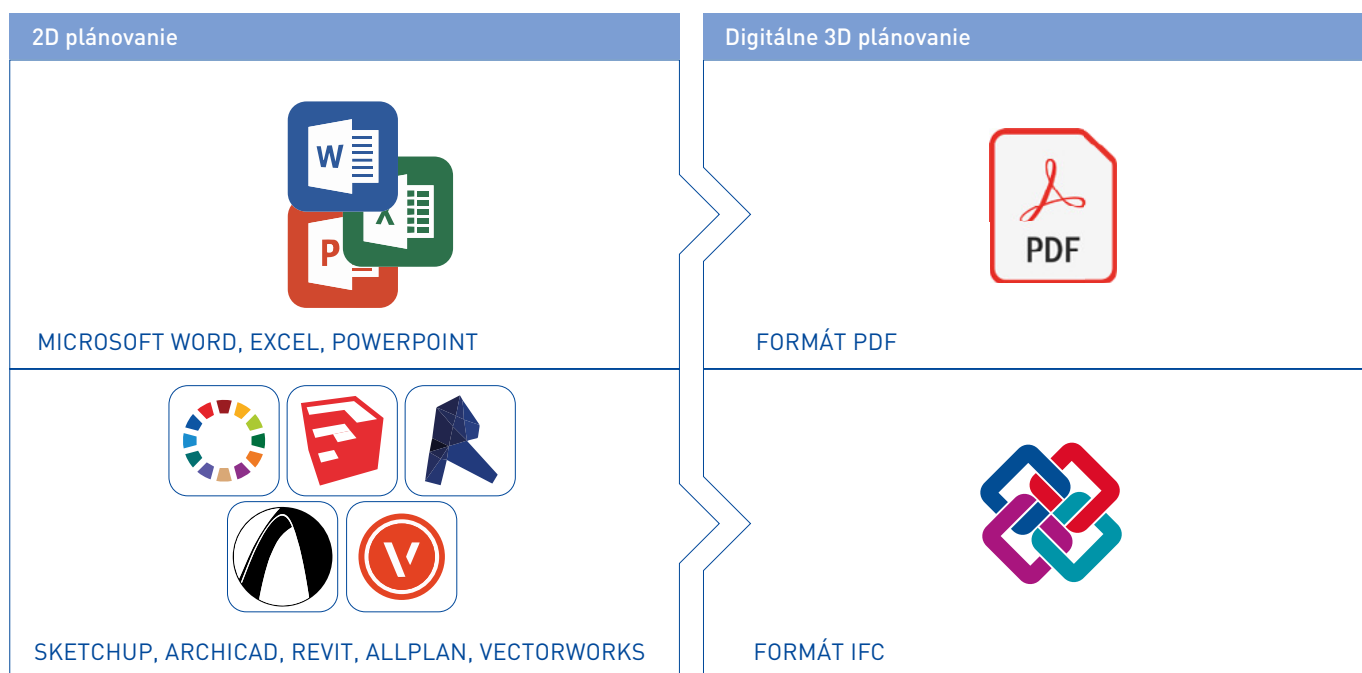 2D plánovanie
Digitálne 3D plánovanie
W
X
P
PDF
MICROSOFT WORD, EXCEL, POWERPOINT
FORMÁT PDF
V
SKETCHUP, ARCHICAD, REVIT, ALLPLAN, VECTORWORKS
FORMÁT IFC